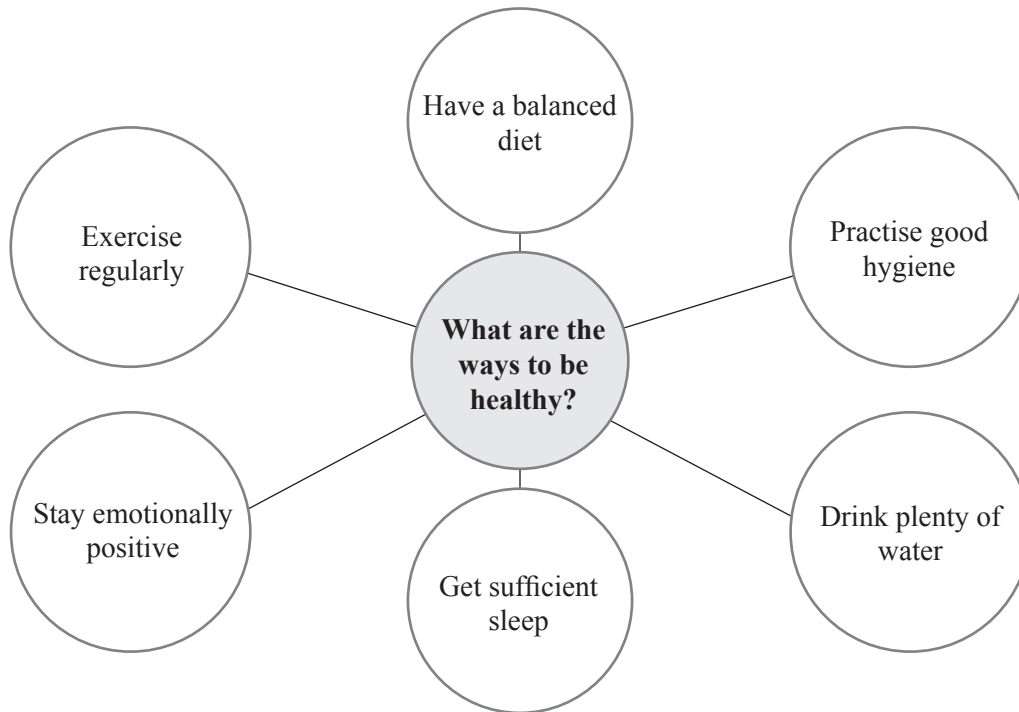 Have a balanced
diet
Exercise
regularly
Practise good
hygiene
What are the
ways to be
healthy?
Stay emotionally
positive
Drink plenty of
water
Get sufficient
sleep